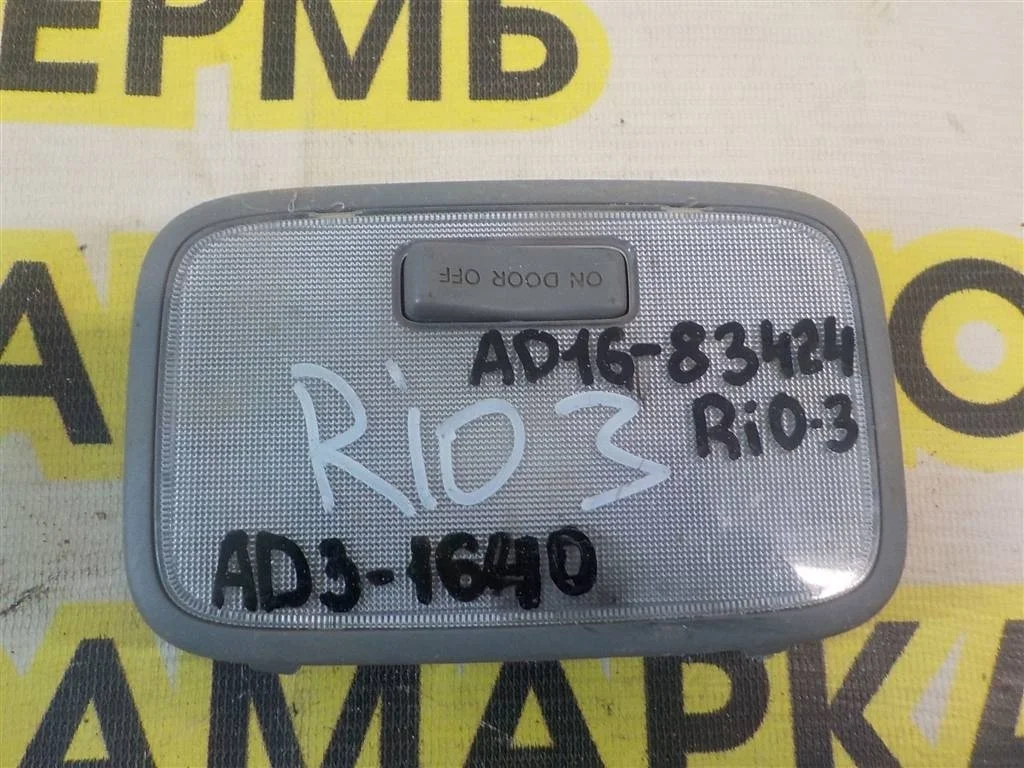 ЕРМЬ
ON DOOR OFF
AD16-83424
RiO-3
RiO 3
AD3-1640
АМАРКА